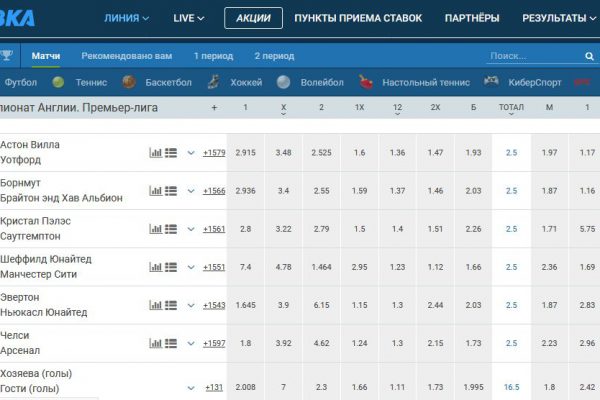 ВКА ЛИНИЯ LIVE АКЦИИ ПУНКТЫ ПРИЕМА СТАВОК ПАРТНЁРЫ РЕЗУЛЬТАТЫ
Матчи Рекомендовано вам 1 период 2 период Поиск...
Футбол Теннис Баскетбол Хоккей Волейбол Настольный теннис КиберСпорт
пионат Англии. Премьер-лига + 1 X 2 1X 12 2X Б ТОТАЛ М 1
Астон Вилла
Уотфорд
+1579 2.915 3.48 2.525 1.6 1.36 1.47 1.93 2.5 1.97 1.17
Борнмут
Брайтон энд Хав Альбион
+1566 2.936 3.4 2.55 1.59 1.37 1.46 2.03 2.5 1.87 1.16
Кристал Пэлэс
Саутгемптон
+1561 2.8 3.22 2.79 1.5 1.4 1.51 2.26 2.5 1.71 5.75
Шеффилд Юнайтед
Манчестер Сити
+1551 7.4 4.78 1.464 2.95 1.23 1.12 1.66 2.5 2.36 1.69
Эвертон
Ньюкасл Юнайтед
+1543 1.645 3.9 6.15 1.15 1.3 2.44 2.03 2.5 1.87 2.83
Челси
Арсенал
+1597 1.8 3.92 4.62 1.24 1.3 2.15 1.73 2.5 2.23 2.96
Хозяева (голы)
Гости (голы)
+131 2.008 7 2.3 1.66 1.11 1.73 1.995 16.5 1.8 2.42